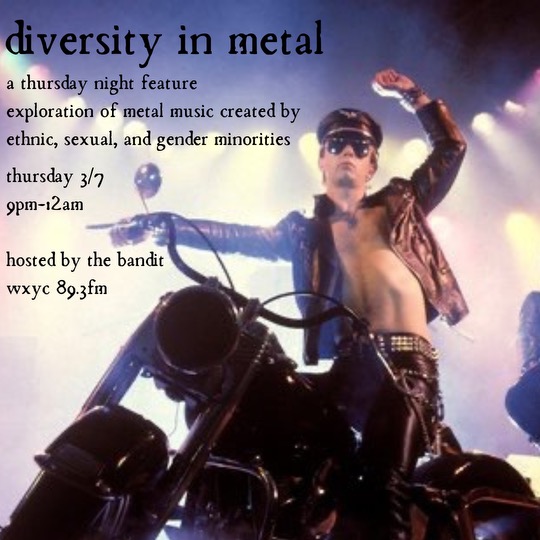 diversity in metal
a thursday night feature
exploration of metal music created by
ethnic, sexual, and gender minorities
thursday 3/7
9pm-12am
hosted by the bandit
wxyc 89.3fm